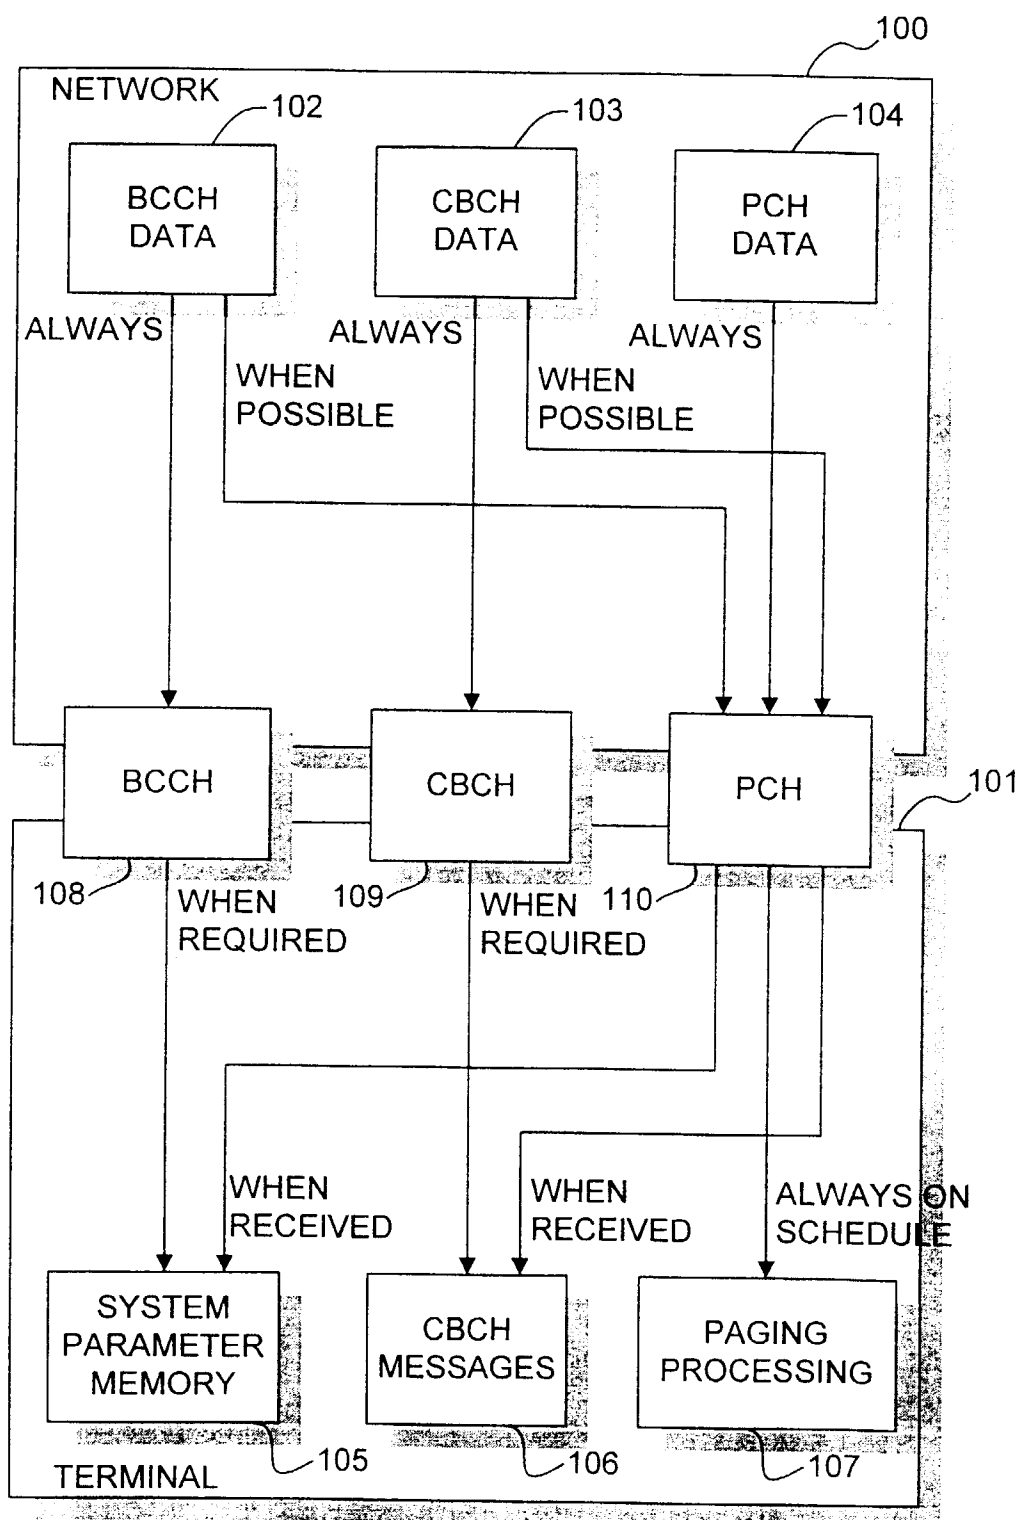 100
NETWORK
102
103
104
BCCH
DATA
CBCH
DATA
PCH
DATA
ALWAYS
ALWAYS
ALWAYS
WHEN
POSSIBLE
WHEN
POSSIBLE
BCCH
CBCH
PCH
101
108
109
110
WHEN
REQUIRED
WHEN
REQUIRED
WHEN
RECEIVED
WHEN
RECEIVED
ALWAYS ON
SCHEDULE
SYSTEM
PARAMETER
MEMORY
CBCH
MESSAGES
PAGING
PROCESSING
105
106
107
TERMINAL